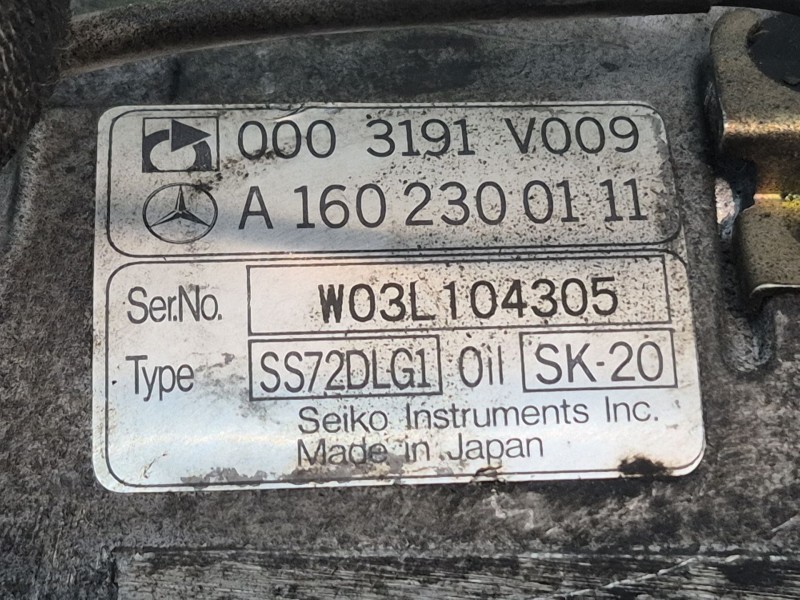 000 3191 V009
A 160 230 01 11
Ser.No. W03L104305
Type SS72DLG1 Oil SK-20
Seiko Instruments Inc.
Made in Japan